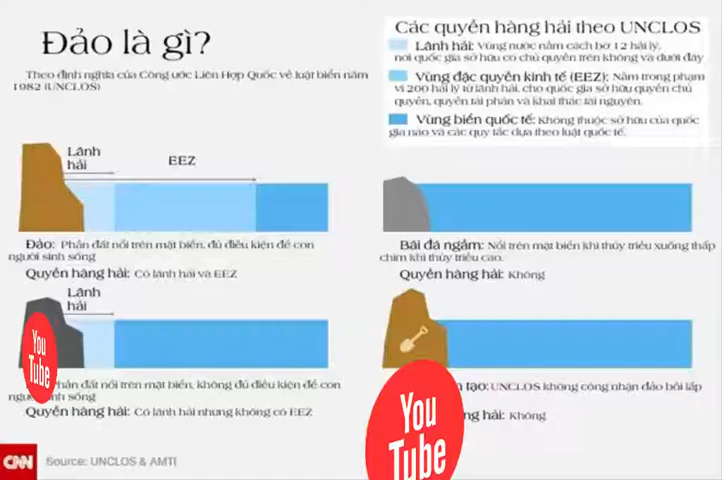 Đảo là gì?
Theo định nghĩa của Công ước Liên Hợp Quốc về luật biển năm
1982 (UNCLOS)
Các quyền hàng hải theo UNCLOS
Lãnh hải: Vùng nước nằm cách bờ 12 hải lý,
nơi quốc gia sở hữu có chủ quyền trên không và dưới đáy
Vùng đặc quyền kinh tế (EEZ): Nằm trong phạm
vi 200 hải lý từ lãnh hải, cho quốc gia sở hữu quyền chủ
quyền, quyền tài phán và khai thác tài nguyên.
Vùng biển quốc tế: Không thuộc sở hữu của quốc
gia nào và các quy tắc dựa theo luật quốc tế.
Lãnh
hải
EEZ
Đảo: Phần đất nổi trên mặt biển, đủ điều kiện để con
người sinh sống
Quyền hàng hải: Có lãnh hải và EEZ
Bãi đá ngầm: Nổi trên mặt biển khi thủy triều xuống thấp
chìm khi thủy triều cao.
Quyền hàng hải: Không
Lãnh
hải
You
Tube
Phần đất nổi trên mặt biển, không đủ điều kiện để con
sinh sống
Quyền hàng hải: Có lãnh hải nhưng không có EEZ
tạo: UNCLOS không công nhận đảo bồi lấp
hải: Không
You
Tube
CNN
Source: UNCLOS & AMTI